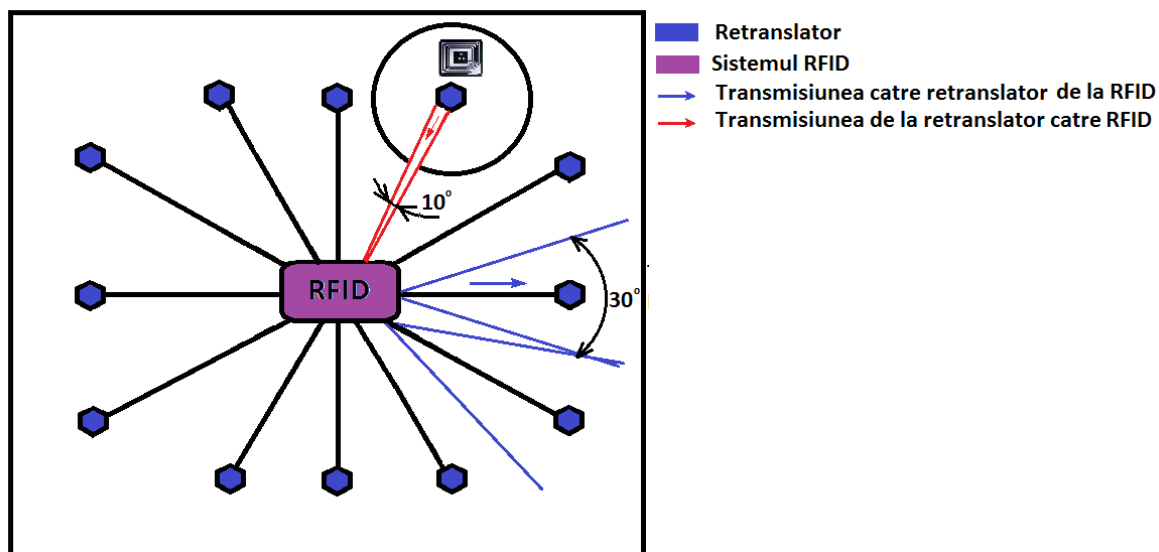 Retranslator
Sistemul RFID
Transmisiunea catre retranslator de la RFID
Transmisiunea de la retranslator catre RFID
10°
RFID
30°